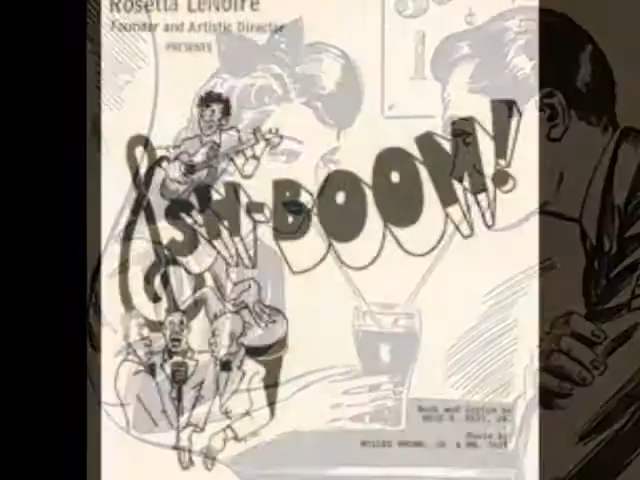 Rosetta LeNoire
Founder and Artistic Director
PRESENTS
SH-BOOM!
Book and Lyrics by
Music by